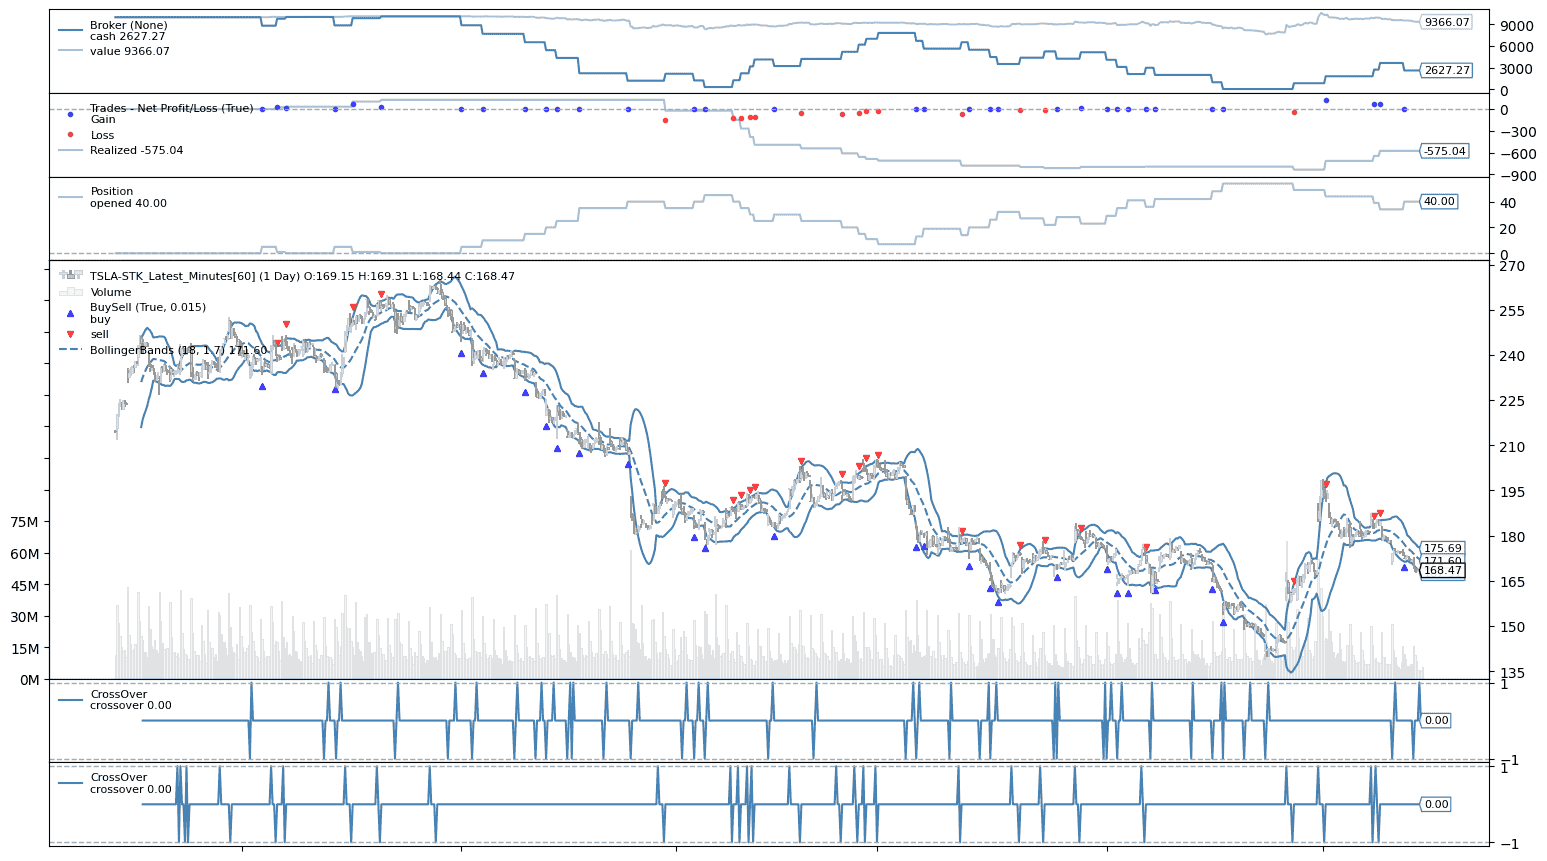 Broker (None)
cash 2627.27
value 9366.07
9366.07
2627.27
9000
6000
3000
0
Trades - Net Profit/Loss (True)
Gain
Loss
Realized -575.04
-575.04
0
−300
−600
−900
Position
opened 40.00
40.00
40
20
0
TSLA-STK_Latest_Minutes[60] (1 Day) O:169.15 H:169.31 L:168.44 C:168.47
Volume
BuySell (True, 0.015)
buy
sell
BollingerBands (18, 1.7) 171.60
270
255
240
225
210
195
180
165
150
135
175.69
171.60
168.47
75M
60M
45M
30M
15M
0M
CrossOver
crossover 0.00
1
0.00
−1
CrossOver
crossover 0.00
1
0.00
−1